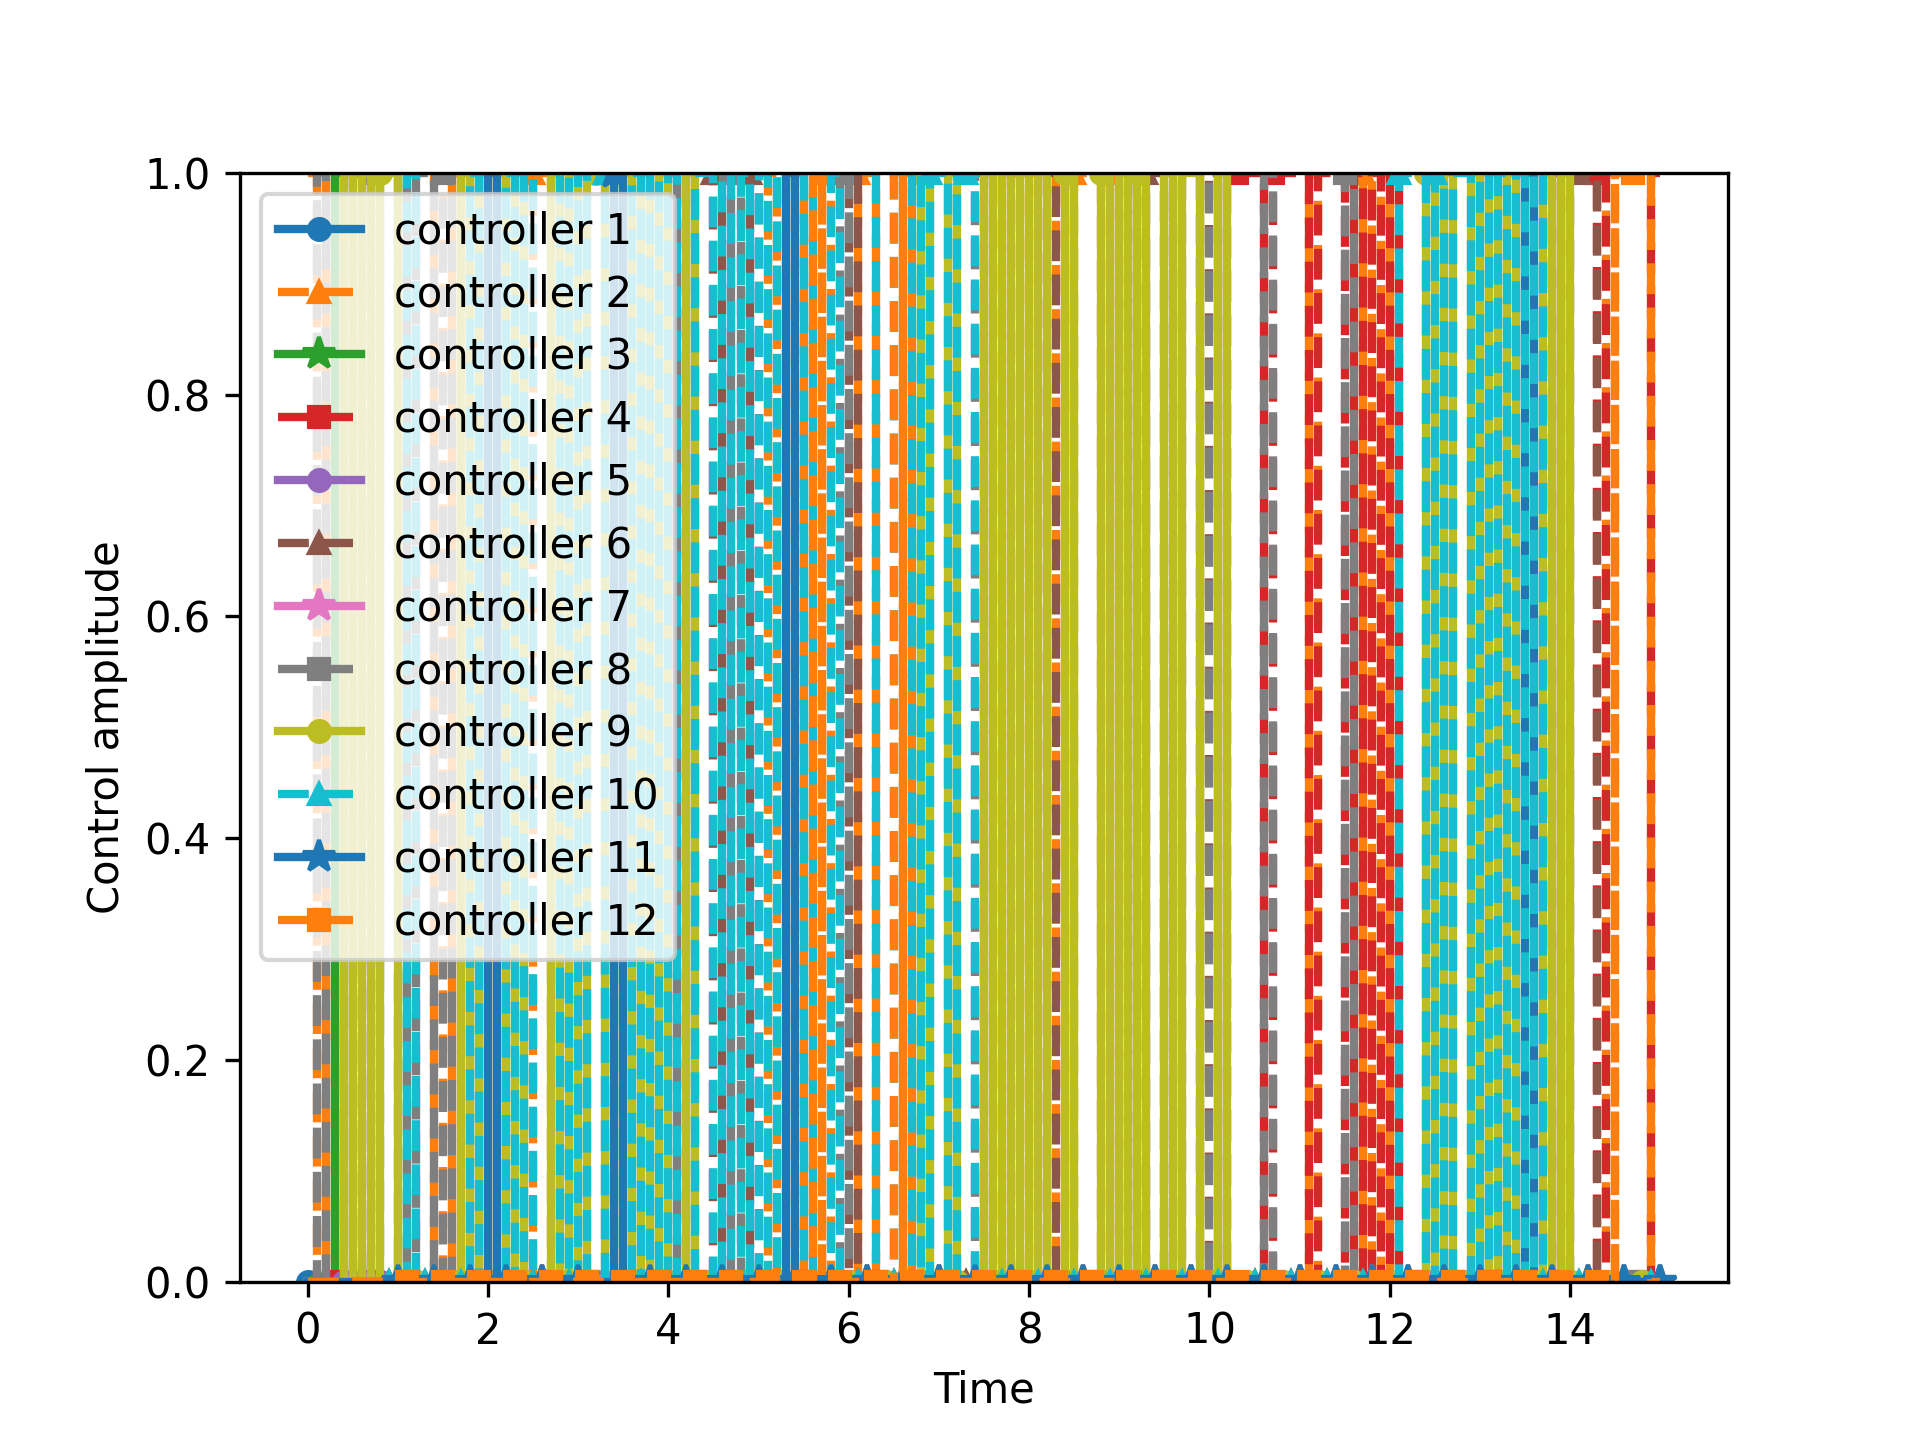 1.0
0.8
0.6
0.4
0.2
0.0
Control amplitude
controller 1
controller 2
controller 3
controller 4
controller 5
controller 6
controller 7
controller 8
controller 9
controller 10
controller 11
controller 12
0 2 4 6 8 10 12 14
Time